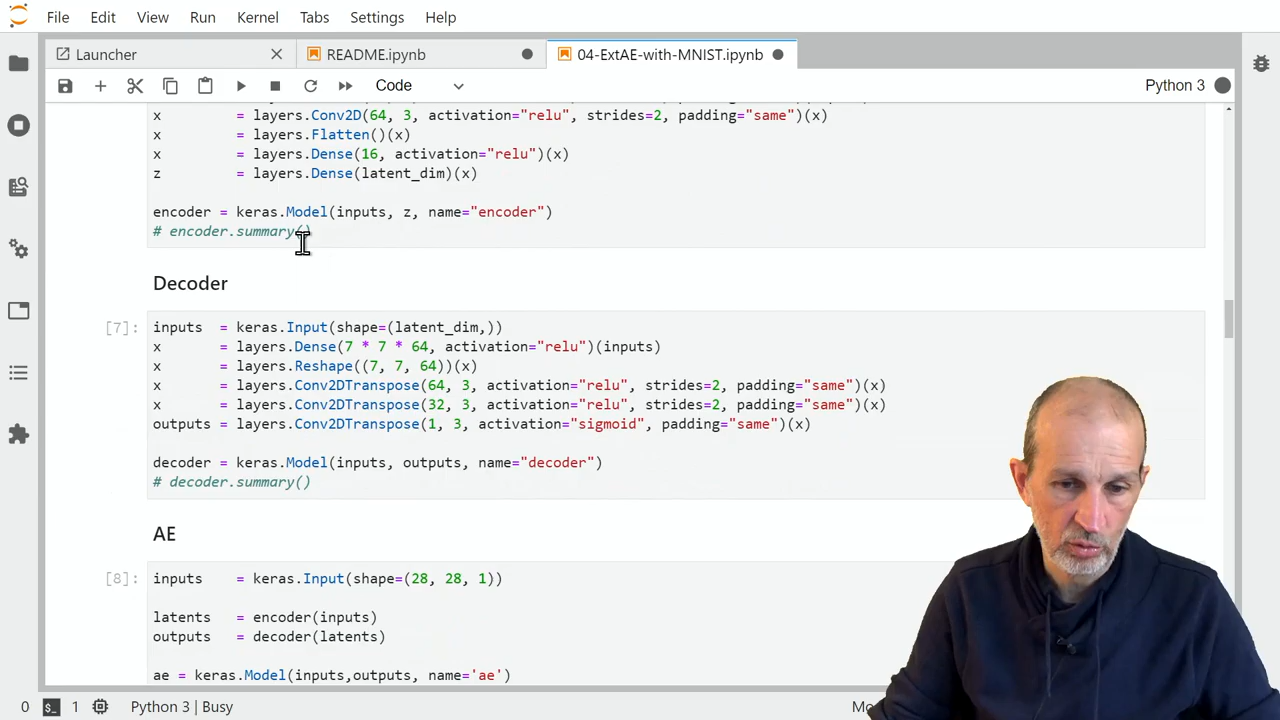 File Edit View Run Kernel Tabs Settings Help
Launcher README.ipynb 04-ExtAE-with-MNIST.ipynb
Code Python 3
x = layers.Conv2D(64, 3, activation="relu", strides=2, padding="same")(x)
x = layers.Flatten()(x)
x = layers.Dense(16, activation="relu")(x)
z = layers.Dense(latent_dim)(x)
encoder = keras.Model(inputs, z, name="encoder")
# encoder.summary()
Decoder
[7]: inputs = keras.Input(shape=(latent_dim,))
x = layers.Dense(7 * 7 * 64, activation="relu")(inputs)
x = layers.Reshape((7, 7, 64))(x)
x = layers.Conv2DTranspose(64, 3, activation="relu", strides=2, padding="same")(x)
x = layers.Conv2DTranspose(32, 3, activation="relu", strides=2, padding="same")(x)
outputs = layers.Conv2DTranspose(1, 3, activation="sigmoid", padding="same")(x)
decoder = keras.Model(inputs, outputs, name="decoder")
# decoder.summary()
AE
[8]: inputs = keras.Input(shape=(28, 28, 1))
latents = encoder(inputs)
outputs = decoder(latents)
ae = keras.Model(inputs,outputs, name='ae')
0 1 Python 3 | Busy